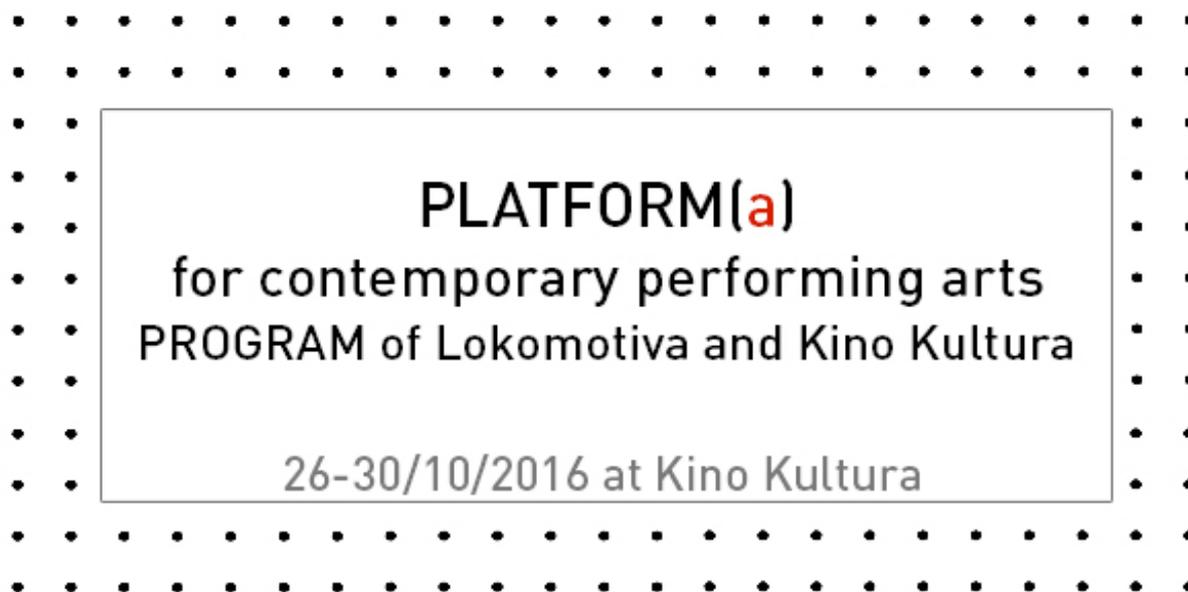 PLATFORM(a)
for contemporary performing arts
PROGRAM of Lokomotiva and Kino Kultura
26-30/10/2016 at Kino Kultura